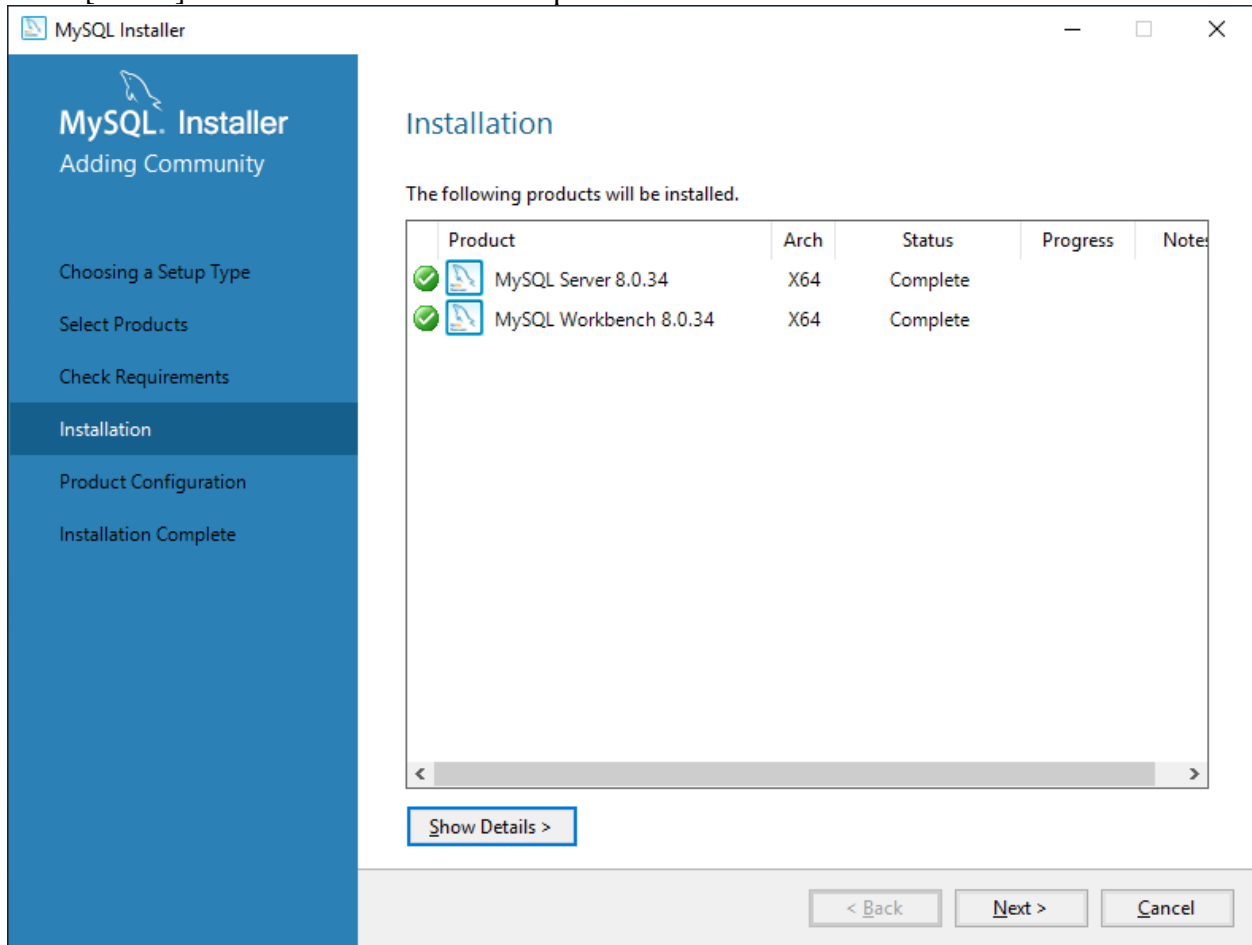 MySQL Installer
MySQL. Installer
Adding Community
Choosing a Setup Type
Select Products
Check Requirements
Installation
Product Configuration
Installation Complete
Installation
The following products will be installed.
Product Arch Status Progress Notes
MySQL Server 8.0.34 X64 Complete
MySQL Workbench 8.0.34 X64 Complete
Show Details >
< Back Next > Cancel